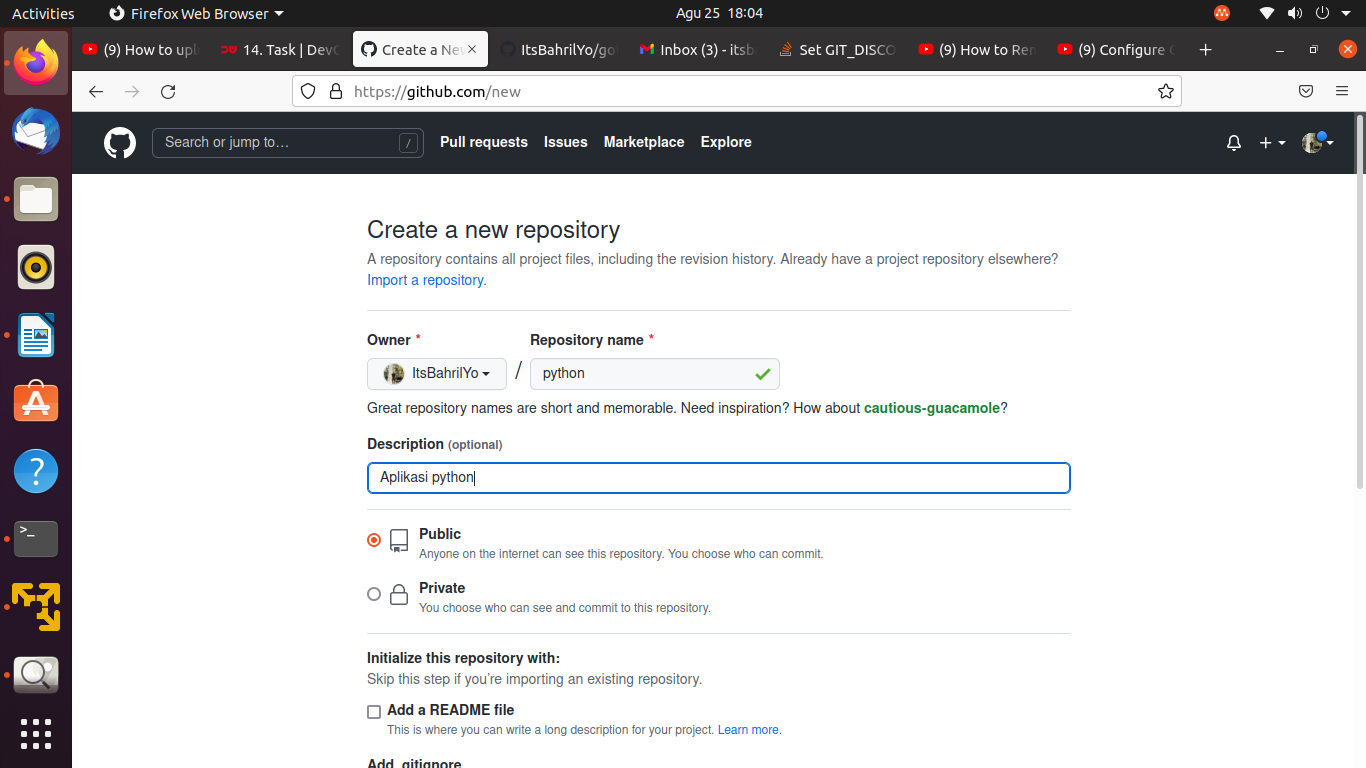 Activities Firefox Web Browser Agu 25 18:04
(9) How to uplo 14. Task | DevO Create a New ItsBahrilYo/go Inbox (3) - itsb Set GIT_DISCO (9) How to Rem (9) Configure G
https://github.com/new
Search or jump to… / Pull requests Issues Marketplace Explore
Create a new repository
A repository contains all project files, including the revision history. Already have a project repository elsewhere?
Import a repository.
Owner * Repository name *
ItsBahrilYo / python
Great repository names are short and memorable. Need inspiration? How about cautious-guacamole?
Description (optional)
Aplikasi python
Public
Anyone on the internet can see this repository. You choose who can commit.
Private
You choose who can see and commit to this repository.
Initialize this repository with:
Skip this step if you’re importing an existing repository.
Add a README file
This is where you can write a long description for your project. Learn more.
Add .gitignore